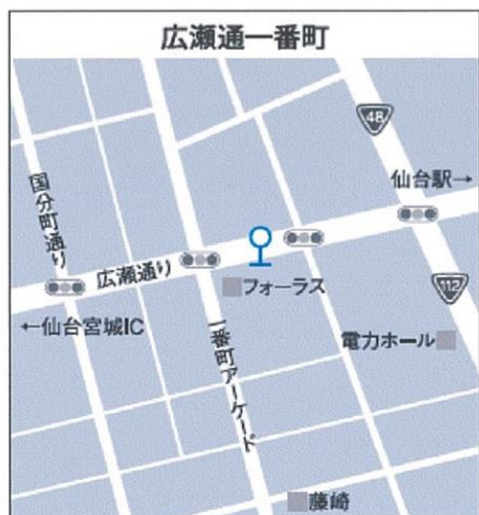 広瀬通一番町
48
仙台駅→
国分町通り
広瀬通り
フォーラス
112
←仙台宮城IC
電力ホール
一番町アーケード
藤崎